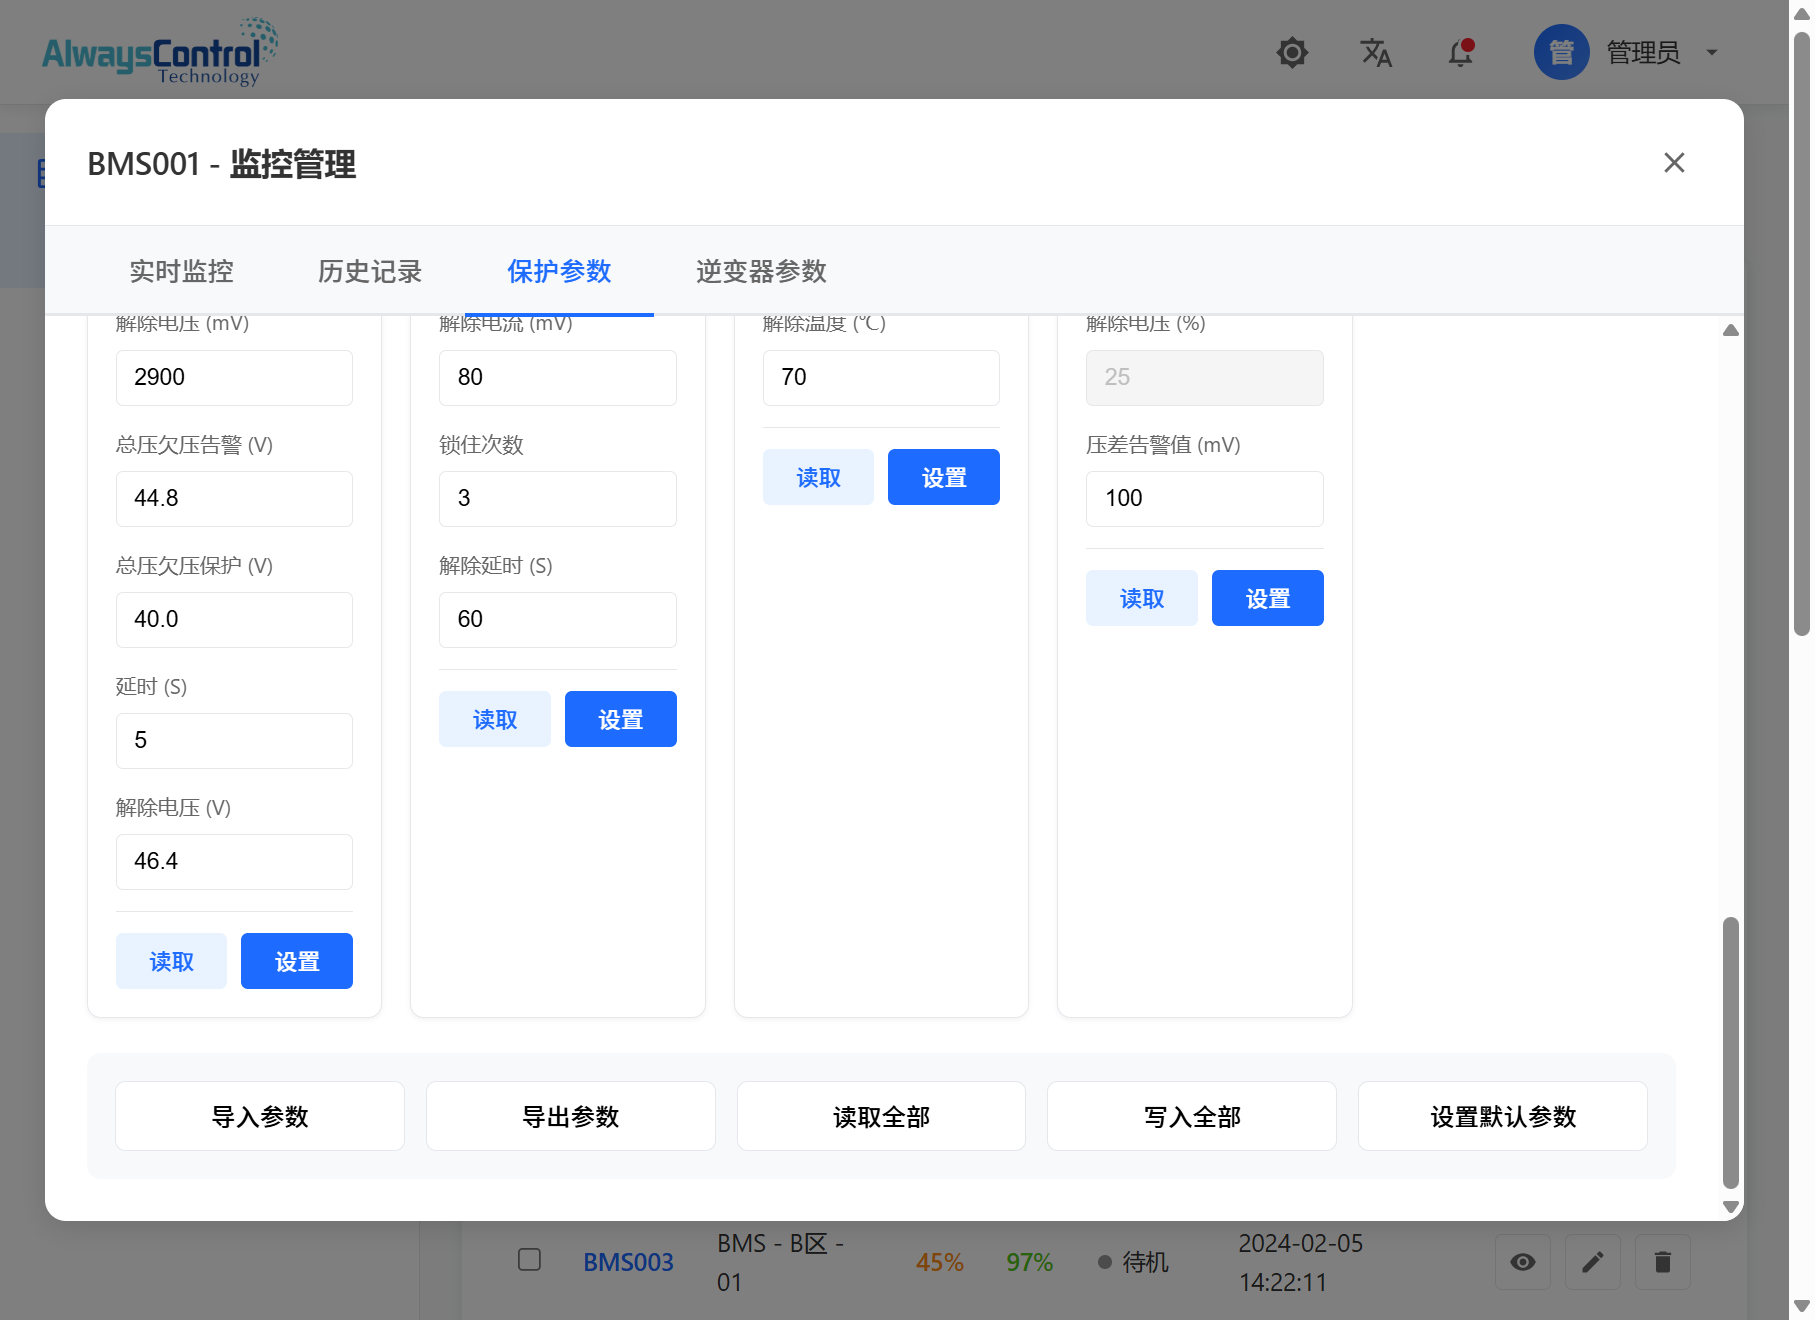 AlwaysControl
Technology
管
管理员
BMS001 - 监控管理
实时监控
历史记录
保护参数
逆变器参数
解除电压 (mV)
2900
总压欠压告警 (V)
44.8
总压欠压保护 (V)
40.0
延时 (S)
5
解除电压 (V)
46.4
读取
设置
解除电流 (mV)
80
锁住次数
3
解除延时 (S)
60
读取
设置
解除温度 (℃)
70
读取
设置
解除电压 (%)
25
压差告警值 (mV)
100
读取
设置
导入参数
导出参数
读取全部
写入全部
设置默认参数
BMS003
BMS - B区 -
01
45%
97%
待机
2024-02-05
14:22:11